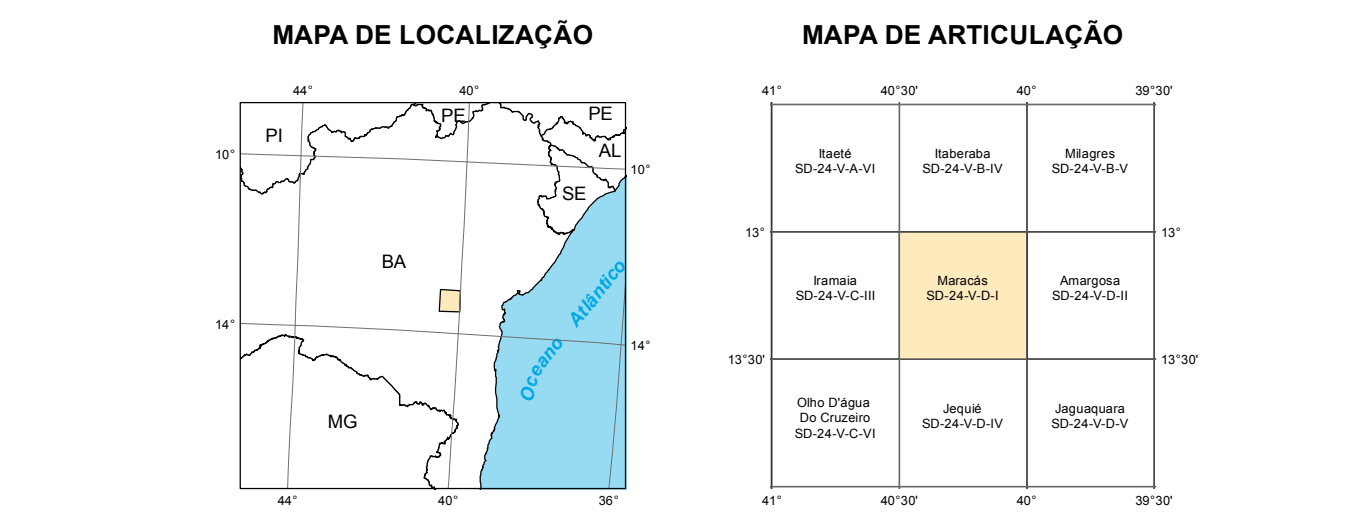 MAPA DE LOCALIZAÇÃO
44°
40°
PI
PE
PE
AL
10°
10°
SE
BA
Oceano Atlântico
14°
14°
MG
44°
40°
36°
MAPA DE ARTICULAÇÃO
41°
40°30'
40°
39°30'
Itaeté
SD-24-V-A-VI
Itaberaba
SD-24-V-B-IV
Milagres
SD-24-V-B-V
13°
13°
Iramaia
SD-24-V-C-III
Maracás
SD-24-V-D-I
Amargosa
SD-24-V-D-II
13°30'
13°30'
Olho D'água
Do Cruzeiro
SD-24-V-C-VI
Jequié
SD-24-V-D-IV
Jaguaquara
SD-24-V-D-V
41°
40°30'
40°
39°30'